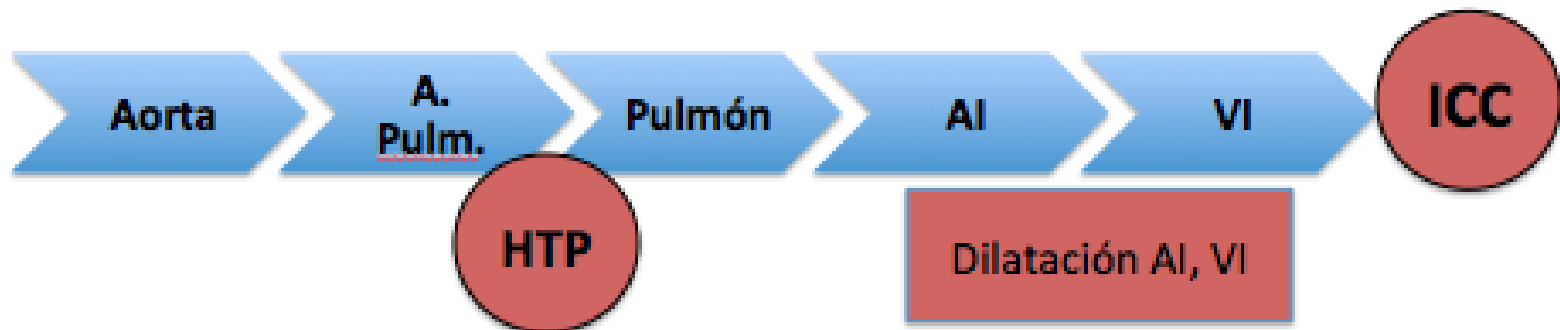 Aorta
A.
Pulm.
Pulmón
AI
VI
ICC
HTP
Dilatación AI, VI